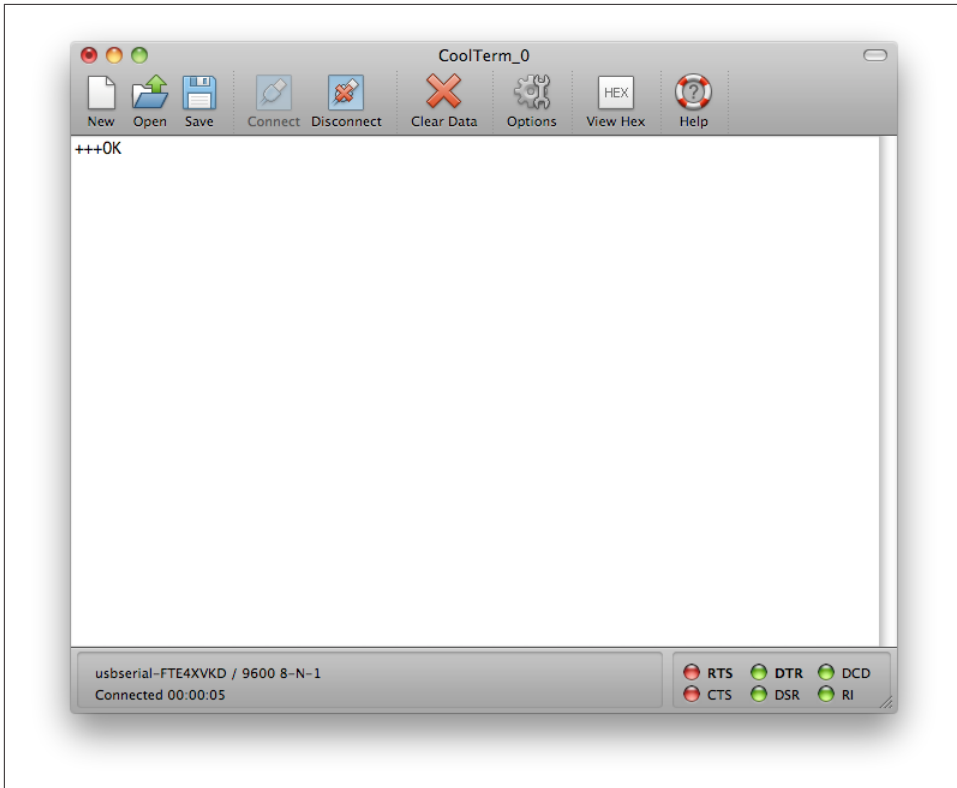 CoolTerm_0
HEX
New Open Save Connect Disconnect Clear Data Options View Hex Help
+++OK
usbserial-FTE4XVKD / 9600 8-N-1
Connected 00:00:05
RTS DTR DCD
CTS DSR RI